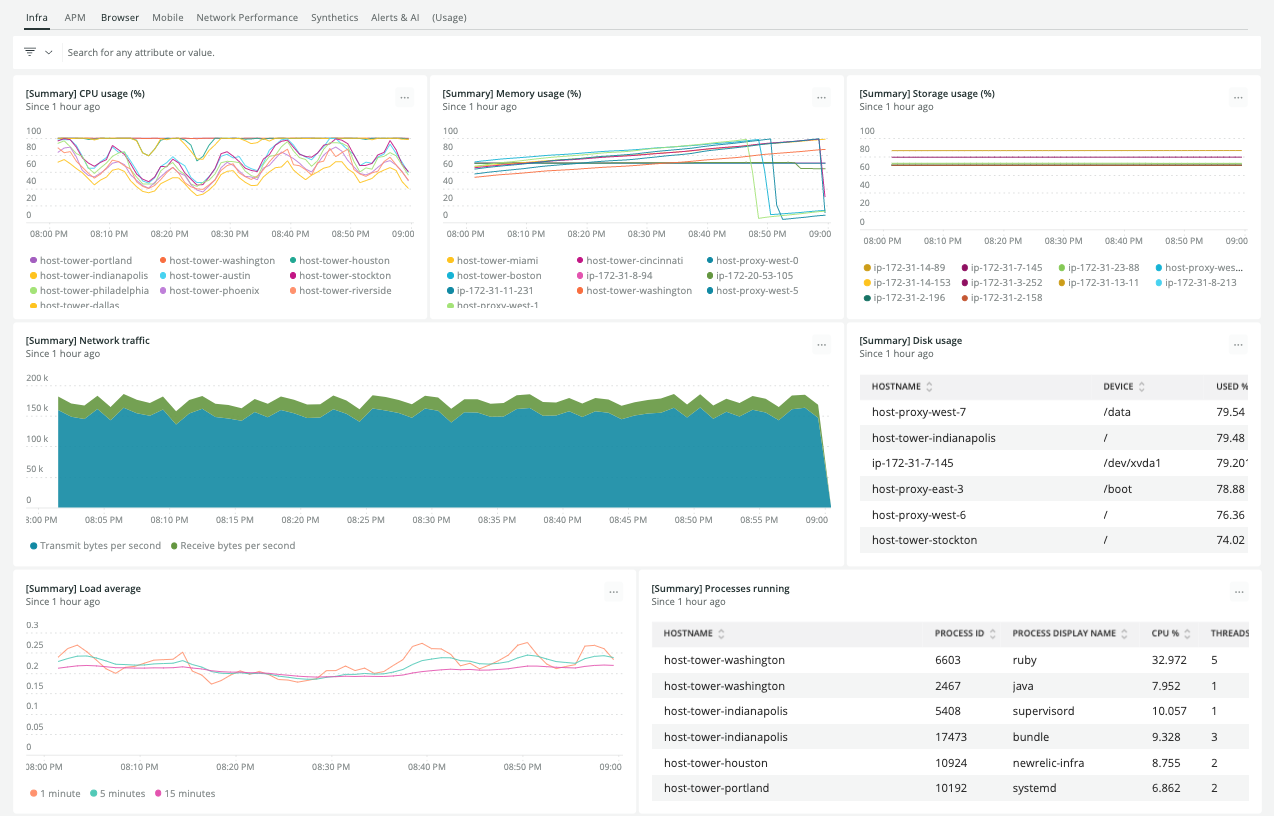 Infra APM Browser Mobile Network Performance Synthetics Alerts & AI (Usage)
Search for any attribute or value.
[Summary] CPU usage (%)
Since 1 hour ago
...
100
80
60
40
20
0
08:00 PM 08:10 PM 08:20 PM 08:30 PM 08:40 PM 08:50 PM 09:00
host-tower-portland host-tower-washington host-tower-houston
host-tower-indianapolis host-tower-austin host-tower-stockton
host-tower-philadelphia host-tower-phoenix host-tower-riverside
host-tower-dallas
[Summary] Memory usage (%)
Since 1 hour ago
...
100
80
60
40
20
0
08:00 PM 08:10 PM 08:20 PM 08:30 PM 08:40 PM 08:50 PM 09:00
host-tower-miami host-tower-cincinnati host-proxy-west-0
host-tower-boston ip-172-31-8-94 ip-172-20-53-105
ip-172-31-11-231 host-tower-washington host-proxy-west-5
host-proxy-west-1
[Summary] Storage usage (%)
Since 1 hour ago
...
100
80
60
40
20
0
08:00 PM 08:10 PM 08:20 PM 08:30 PM 08:40 PM 08:50 PM 09:00
ip-172-31-14-89 ip-172-31-7-145 ip-172-31-23-88 host-proxy-wes...
ip-172-31-14-153 ip-172-31-3-252 ip-172-31-13-11 ip-172-31-8-213
ip-172-31-2-196 ip-172-31-2-158
[Summary] Network traffic
Since 1 hour ago
...
200 k
150 k
100 k
50 k
0
8:00 PM 08:05 PM 08:10 PM 08:15 PM 08:20 PM 08:25 PM 08:30 PM 08:35 PM 08:40 PM 08:45 PM 08:50 PM 08:55 PM 09:00
Transmit bytes per second Receive bytes per second
[Summary] Disk usage
Since 1 hour ago
...
HOSTNAME DEVICE USED %
host-proxy-west-7 /data 79.54
host-tower-indianapolis / 79.48
ip-172-31-7-145 /dev/xvda1 79.201
host-proxy-east-3 /boot 78.88
host-proxy-west-6 / 76.36
host-tower-stockton / 74.02
[Summary] Load average
Since 1 hour ago
...
0.3
0.25
0.2
0.15
0.1
0.05
0
08:00 PM 08:10 PM 08:20 PM 08:30 PM 08:40 PM 08:50 PM 09:00
1 minute 5 minutes 15 minutes
[Summary] Processes running
Since 1 hour ago
...
HOSTNAME PROCESS ID PROCESS DISPLAY NAME CPU % THREADS
host-tower-washington 6603 ruby 32.972 5
host-tower-washington 2467 java 7.952 1
host-tower-indianapolis 5408 supervisord 10.057 1
host-tower-indianapolis 17473 bundle 9.328 3
host-tower-houston 10924 newrelic-infra 8.755 2
host-tower-portland 10192 systemd 6.862 2